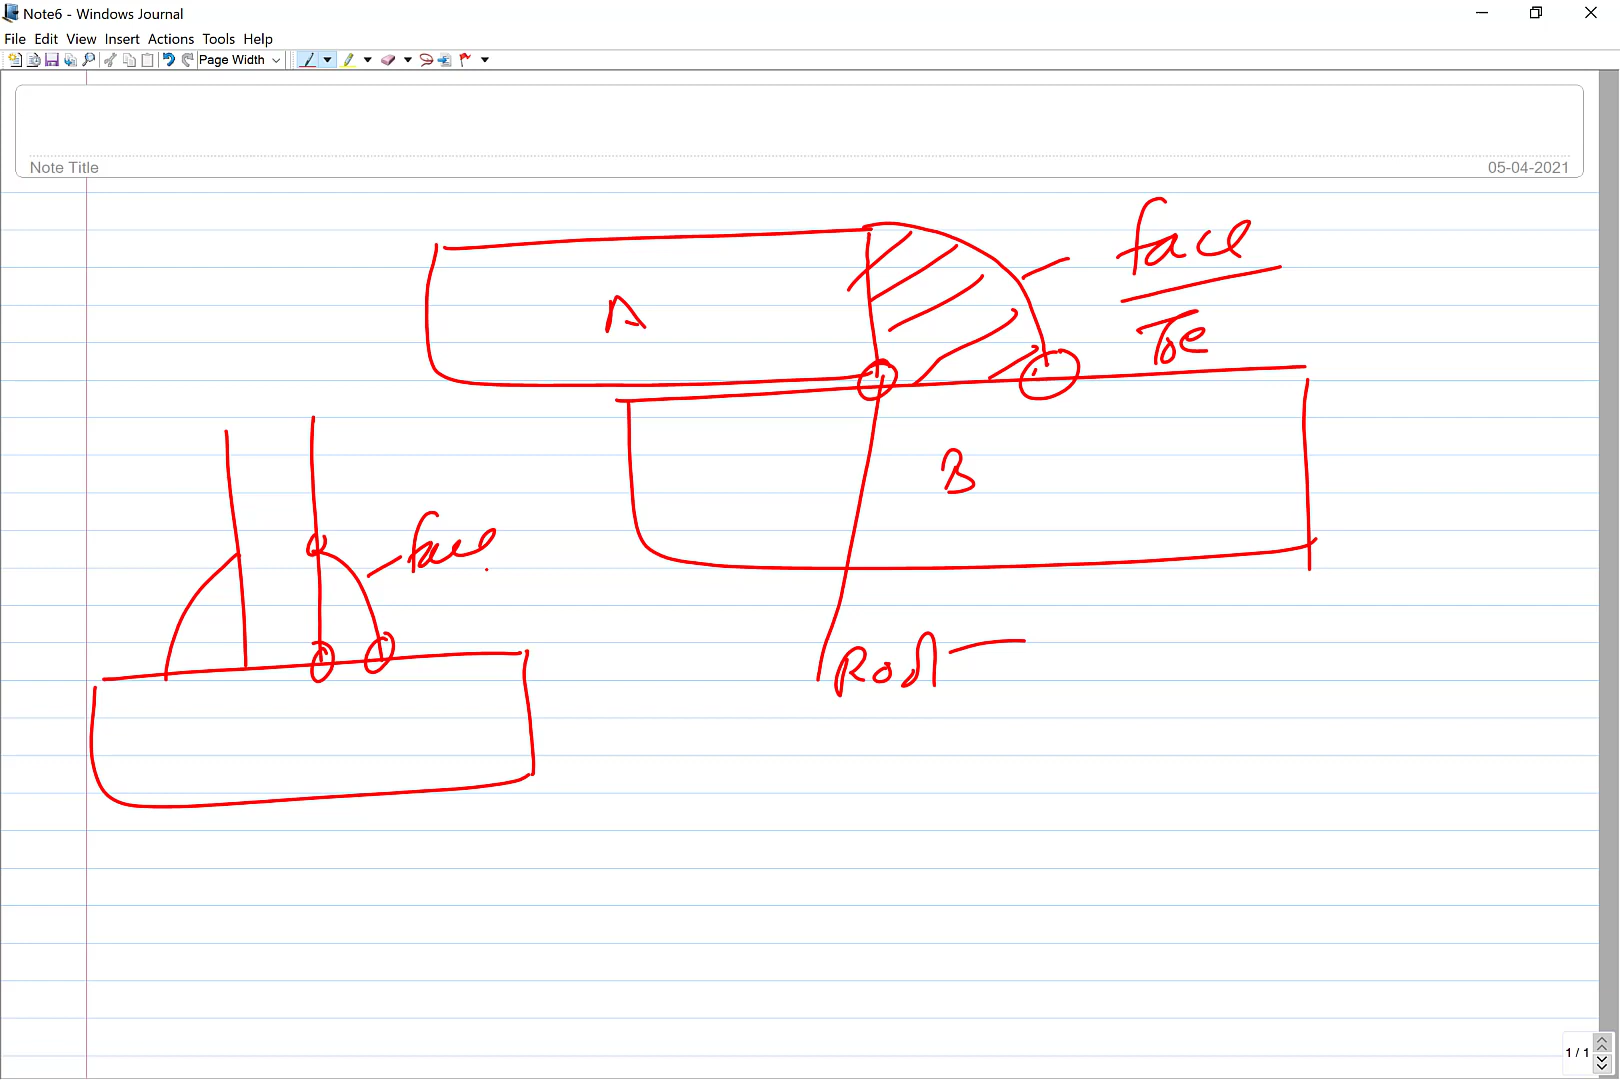 Note6 - Windows Journal
File Edit View Insert Actions Tools Help
Page Width
Note Title
05-04-2021
face
Toe
A
B
face
1 / 1